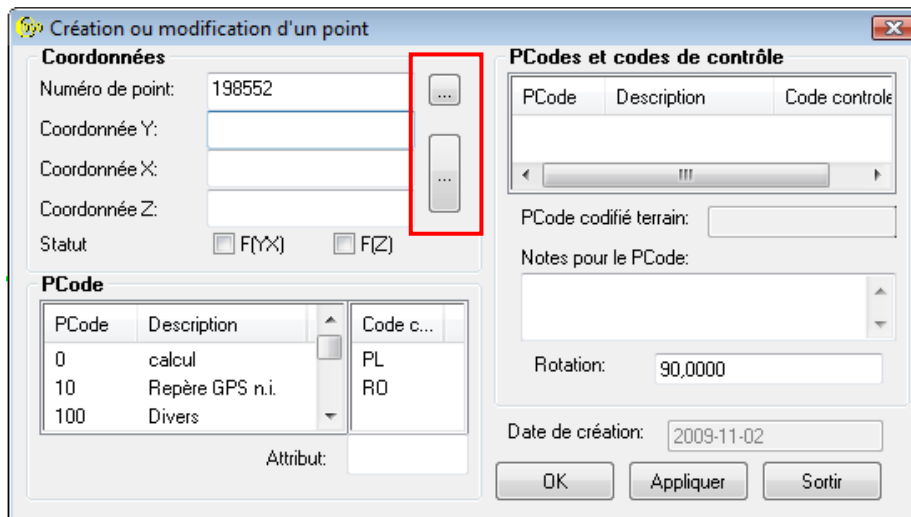 Création ou modification d'un point
Coordonnées
Numéro de point: 198552 ...
Coordonnée Y:
Coordonnée X: ...
Coordonnée Z:
Statut F(YX) F(Z)
PCode
PCode Description Code c...
0 calcul PL
10 Repère GPS n.i. RO
100 Divers
Attribut:
PCodes et codes de contrôle
PCode Description Code controle
PCode codifié terrain:
Notes pour le PCode:
Rotation: 90,0000
Date de création: 2009-11-02
OK Appliquer Sortir